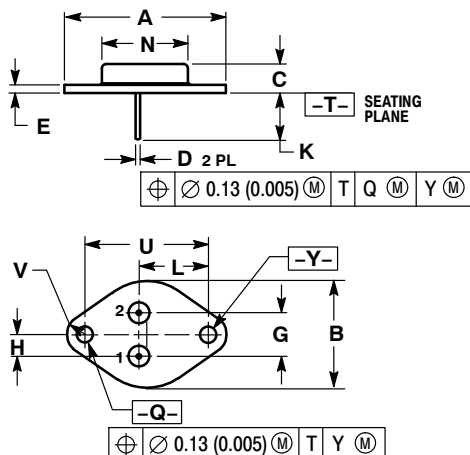 A
N
C
-T- SEATING PLANE
E
K
D 2 PL
⌖ ∅ 0.13 (0.005) Ⓜ T Q Ⓜ Y Ⓜ
U
V
L
-Y-
2
H
G
B
1
-Q-
⌖ ∅ 0.13 (0.005) Ⓜ T Y Ⓜ